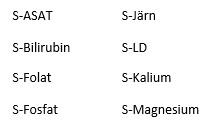 S-ASAT S-Järn
S-Bilirubin S-LD
S-Folat S-Kalium
S-Fosfat S-Magnesium